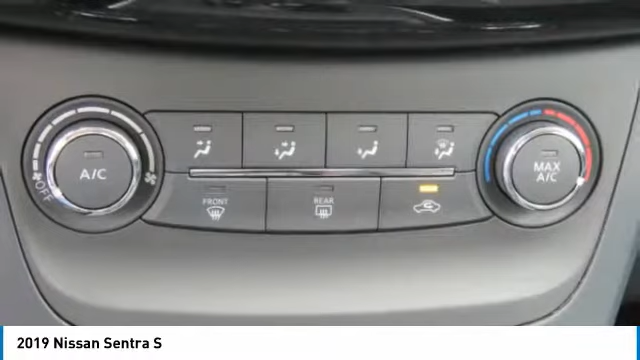 A/C
OFF
MAX
A/C
FRONT
REAR
2019 Nissan Sentra S